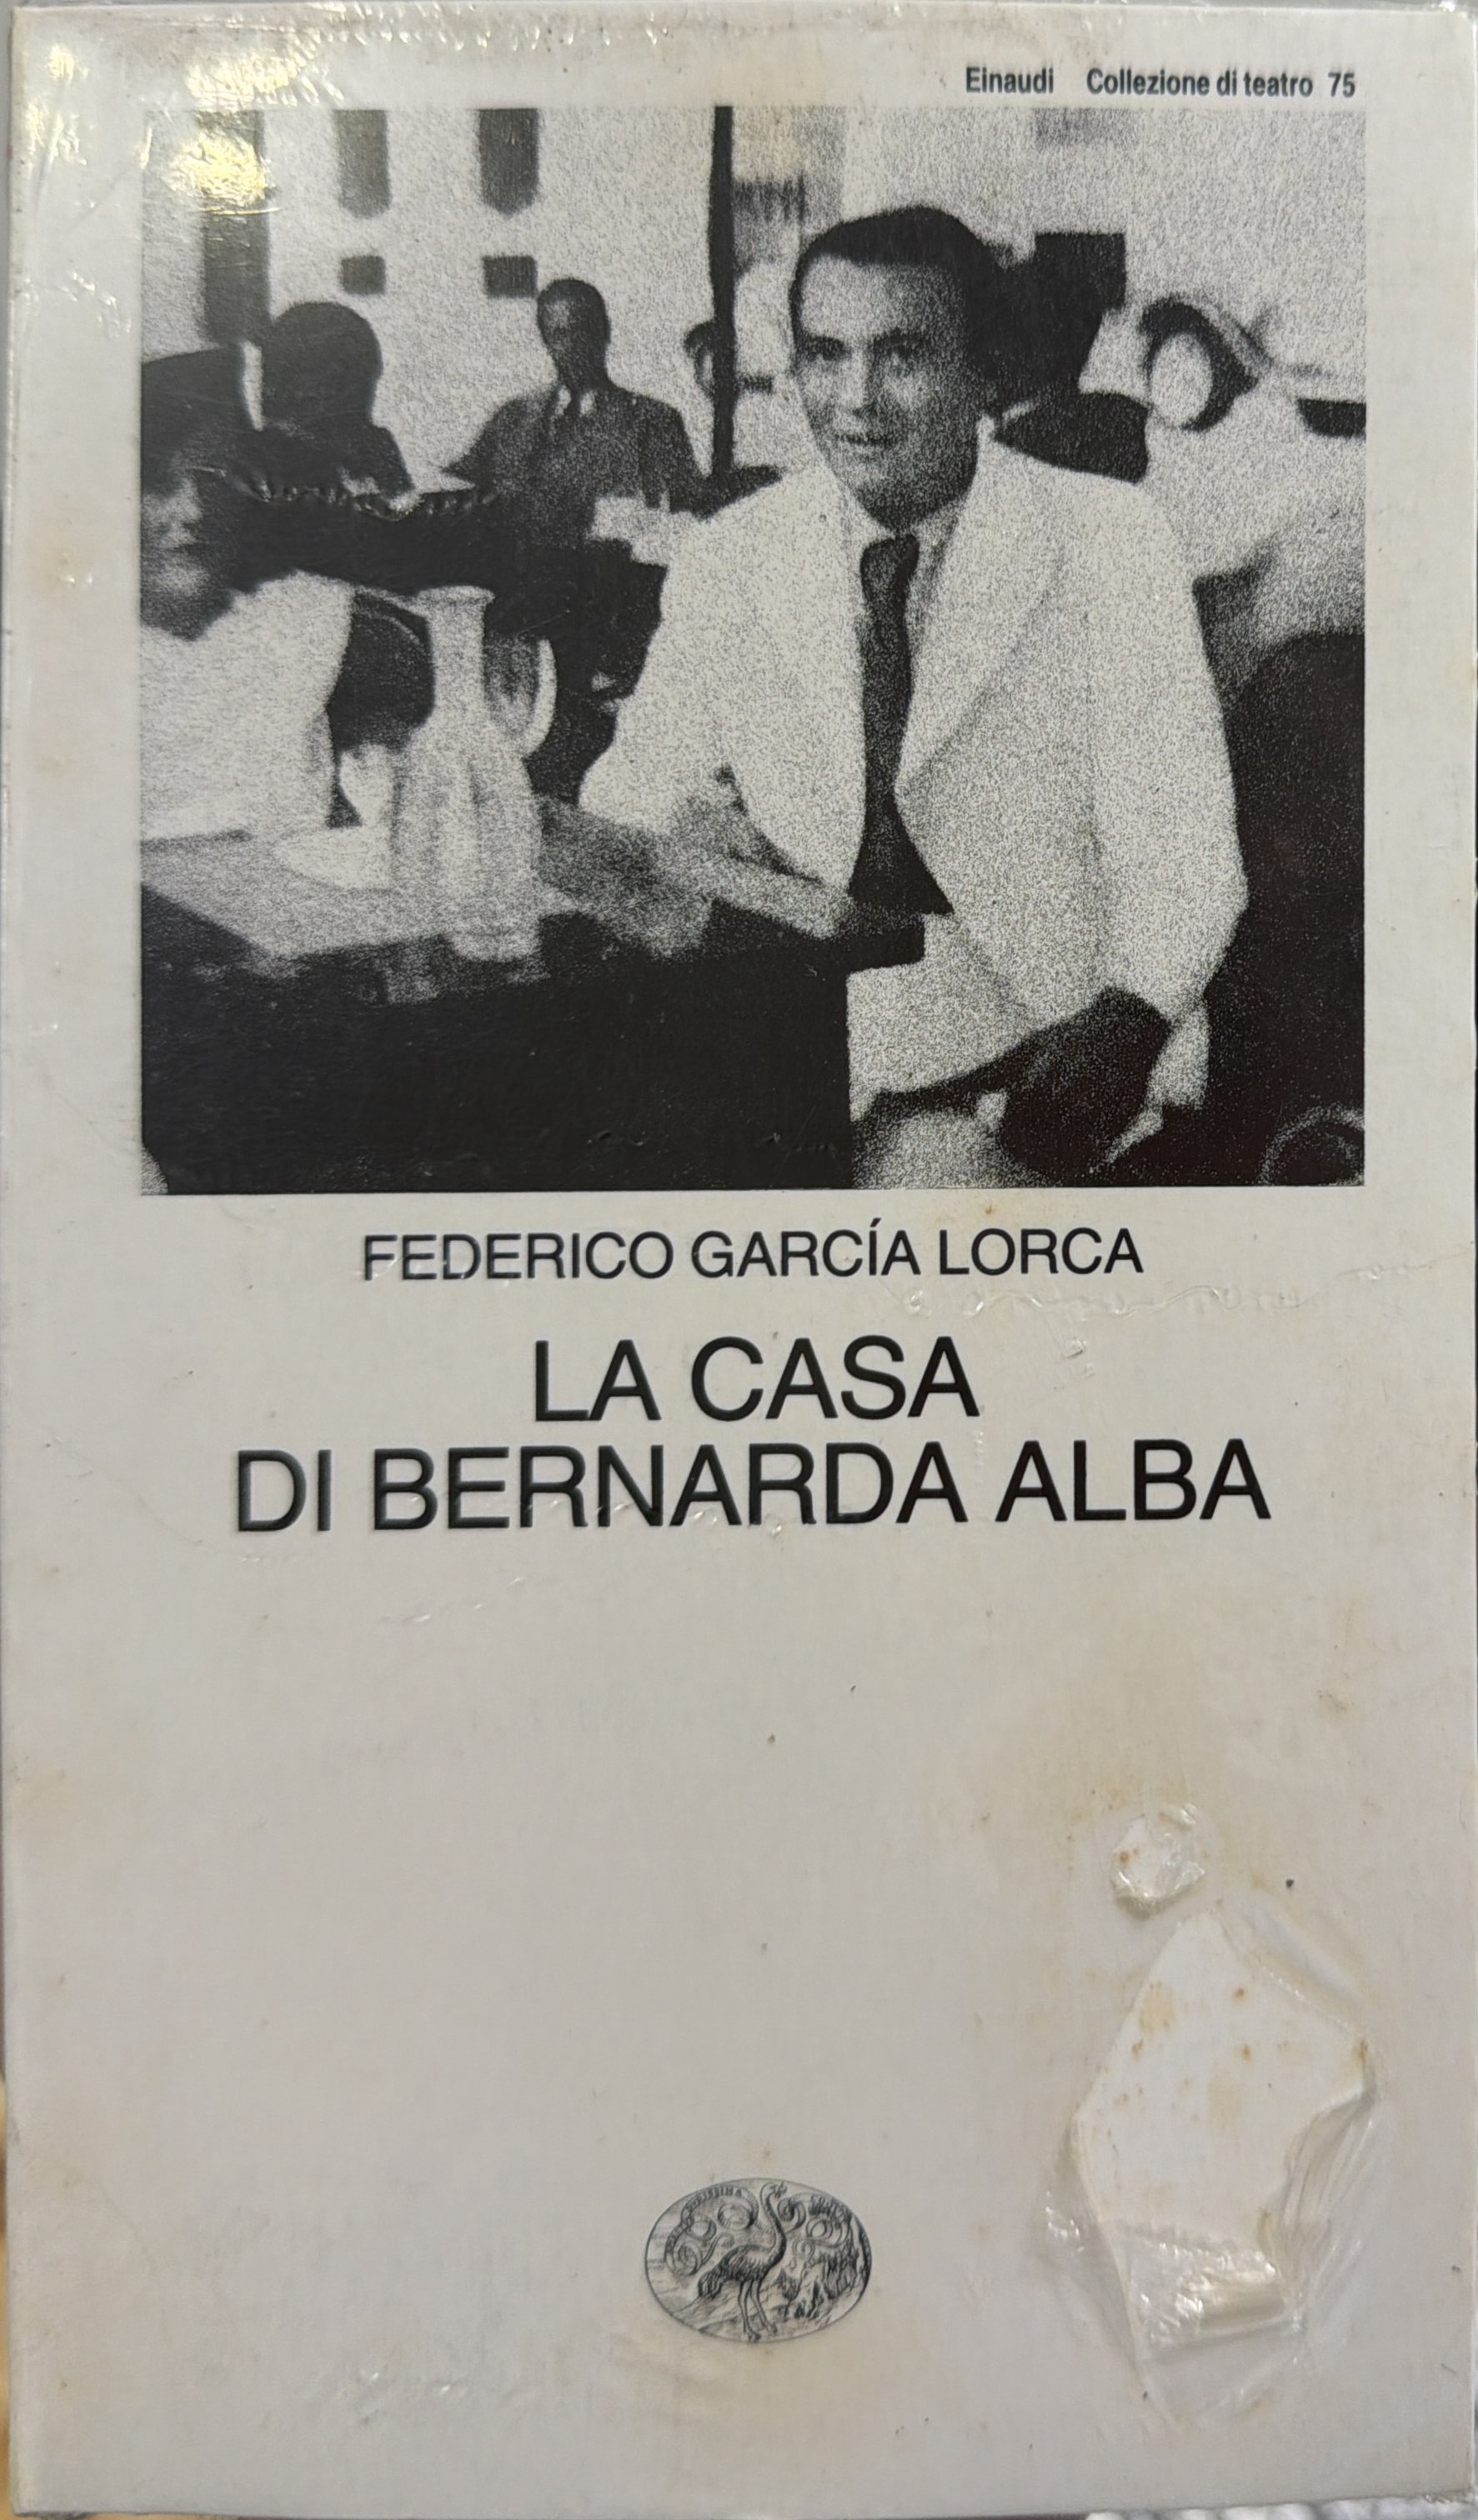 Einaudi Collezione di teatro 75
FEDERICO GARCÍA LORCA
LA CASA
DI BERNARDA ALBA